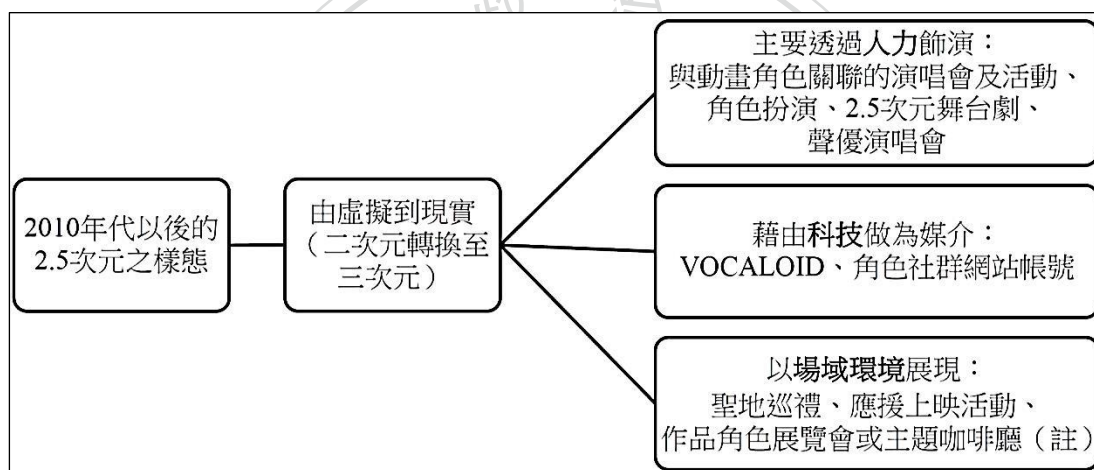 2010年代以後的
2.5次元之樣態
由虛擬到現實
（二次元轉換至
三次元）
主要透過人力飾演：
與動畫角色關聯的演唱會及活動、
角色扮演、2.5次元舞台劇、
聲優演唱會
藉由科技做為媒介：
VOCALOID、角色社群網站帳號
以場域環境展現：
聖地巡禮、應援上映活動、
作品角色展覽會或主題咖啡廳（註）